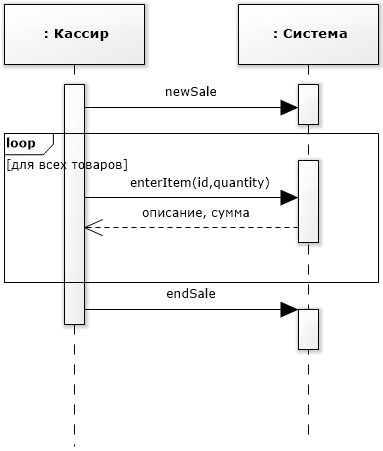 : Кассир
: Система
newSale
loop
[для всех товаров]
enterItem(id,quantity)
описание, сумма
endSale